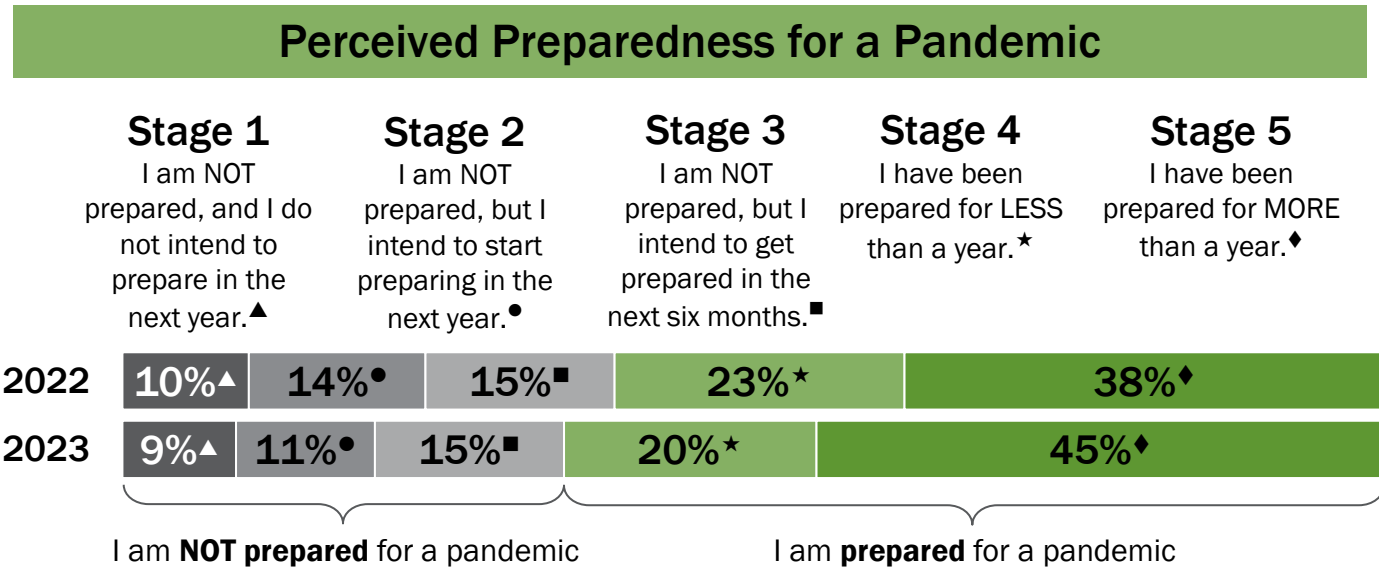 Perceived Preparedness for a Pandemic
Stage 1
I am NOT
prepared, and I do
not intend to
prepare in the
next year.▲
Stage 2
I am NOT
prepared, but I
intend to start
preparing in the
next year.●
Stage 3
I am NOT
prepared, but I
intend to get
prepared in the
next six months.■
Stage 4
I have been
prepared for LESS
than a year.★
Stage 5
I have been
prepared for MORE
than a year.♦
2022 10%▲ 14%● 15%■ 23%★ 38%♦
2023 9%▲ 11%● 15%■ 20%★ 45%♦
I am NOT prepared for a pandemic
I am prepared for a pandemic